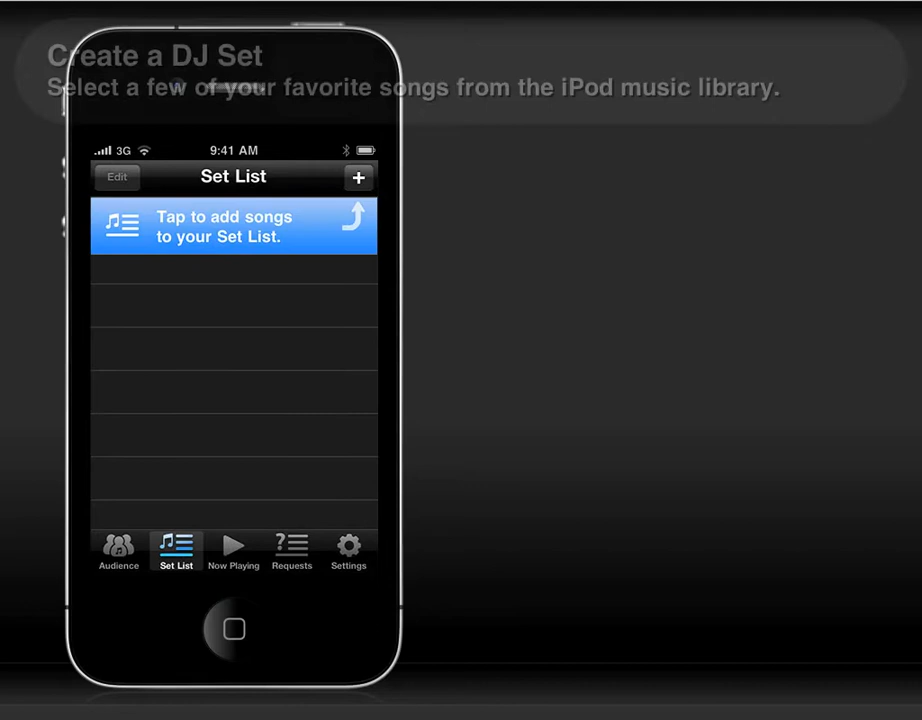 Create a DJ Set
Select a few of your favorite songs from the iPod music library.
3G 9:41 AM
Edit Set List +
Tap to add songs
to your Set List.
Audience Set List Now Playing Requests Settings